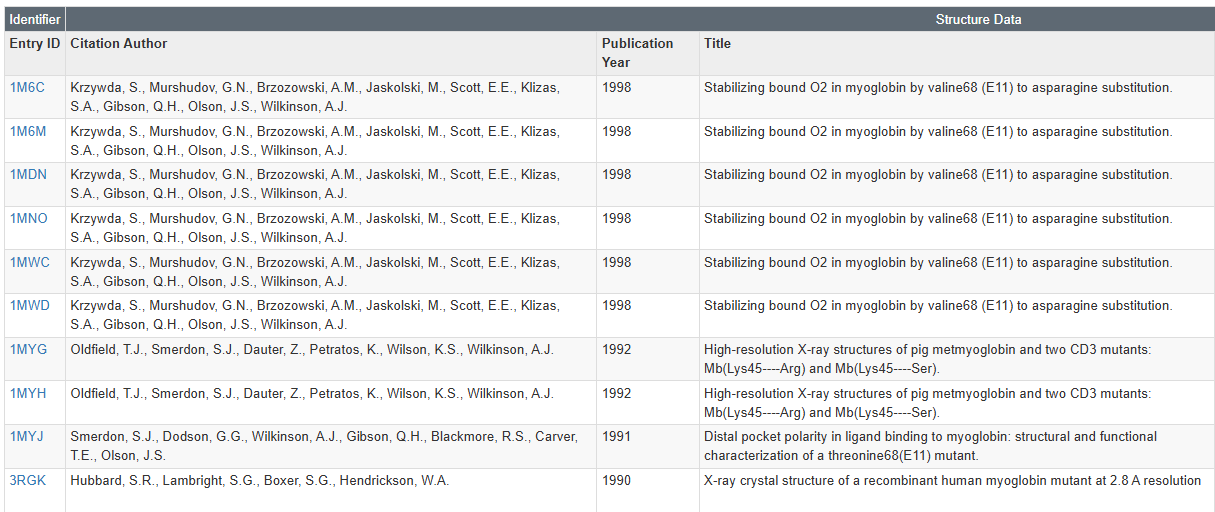 Identifier Structure Data
Entry ID Citation Author Publication Year Title
1M6C Krzywda, S., Murshudov, G.N., Brzozowski, A.M., Jaskolski, M., Scott, E.E., Klizas, 1998 Stabilizing bound O2 in myoglobin by valine68 (E11) to asparagine substitution.
S.A., Gibson, Q.H., Olson, J.S., Wilkinson, A.J.
1M6M Krzywda, S., Murshudov, G.N., Brzozowski, A.M., Jaskolski, M., Scott, E.E., Klizas, 1998 Stabilizing bound O2 in myoglobin by valine68 (E11) to asparagine substitution.
S.A., Gibson, Q.H., Olson, J.S., Wilkinson, A.J.
1MDN Krzywda, S., Murshudov, G.N., Brzozowski, A.M., Jaskolski, M., Scott, E.E., Klizas, 1998 Stabilizing bound O2 in myoglobin by valine68 (E11) to asparagine substitution.
S.A., Gibson, Q.H., Olson, J.S., Wilkinson, A.J.
1MNO Krzywda, S., Murshudov, G.N., Brzozowski, A.M., Jaskolski, M., Scott, E.E., Klizas, 1998 Stabilizing bound O2 in myoglobin by valine68 (E11) to asparagine substitution.
S.A., Gibson, Q.H., Olson, J.S., Wilkinson, A.J.
1MWC Krzywda, S., Murshudov, G.N., Brzozowski, A.M., Jaskolski, M., Scott, E.E., Klizas, 1998 Stabilizing bound O2 in myoglobin by valine68 (E11) to asparagine substitution.
S.A., Gibson, Q.H., Olson, J.S., Wilkinson, A.J.
1MWD Krzywda, S., Murshudov, G.N., Brzozowski, A.M., Jaskolski, M., Scott, E.E., Klizas, 1998 Stabilizing bound O2 in myoglobin by valine68 (E11) to asparagine substitution.
S.A., Gibson, Q.H., Olson, J.S., Wilkinson, A.J.
1MYG Oldfield, T.J., Smerdon, S.J., Dauter, Z., Petratos, K., Wilson, K.S., Wilkinson, A.J. 1992 High-resolution X-ray structures of pig metmyoglobin and two CD3 mutants:
Mb(Lys45----Arg) and Mb(Lys45----Ser).
1MYH Oldfield, T.J., Smerdon, S.J., Dauter, Z., Petratos, K., Wilson, K.S., Wilkinson, A.J. 1992 High-resolution X-ray structures of pig metmyoglobin and two CD3 mutants:
Mb(Lys45----Arg) and Mb(Lys45----Ser).
1MYJ Smerdon, S.J., Dodson, G.G., Wilkinson, A.J., Gibson, Q.H., Blackmore, R.S., Carver, 1991 Distal pocket polarity in ligand binding to myoglobin: structural and functional
T.E., Olson, J.S. characterization of a threonine68(E11) mutant.
3RGK Hubbard, S.R., Lambright, S.G., Boxer, S.G., Hendrickson, W.A. 1990 X-ray crystal structure of a recombinant human myoglobin mutant at 2.8 A resolution